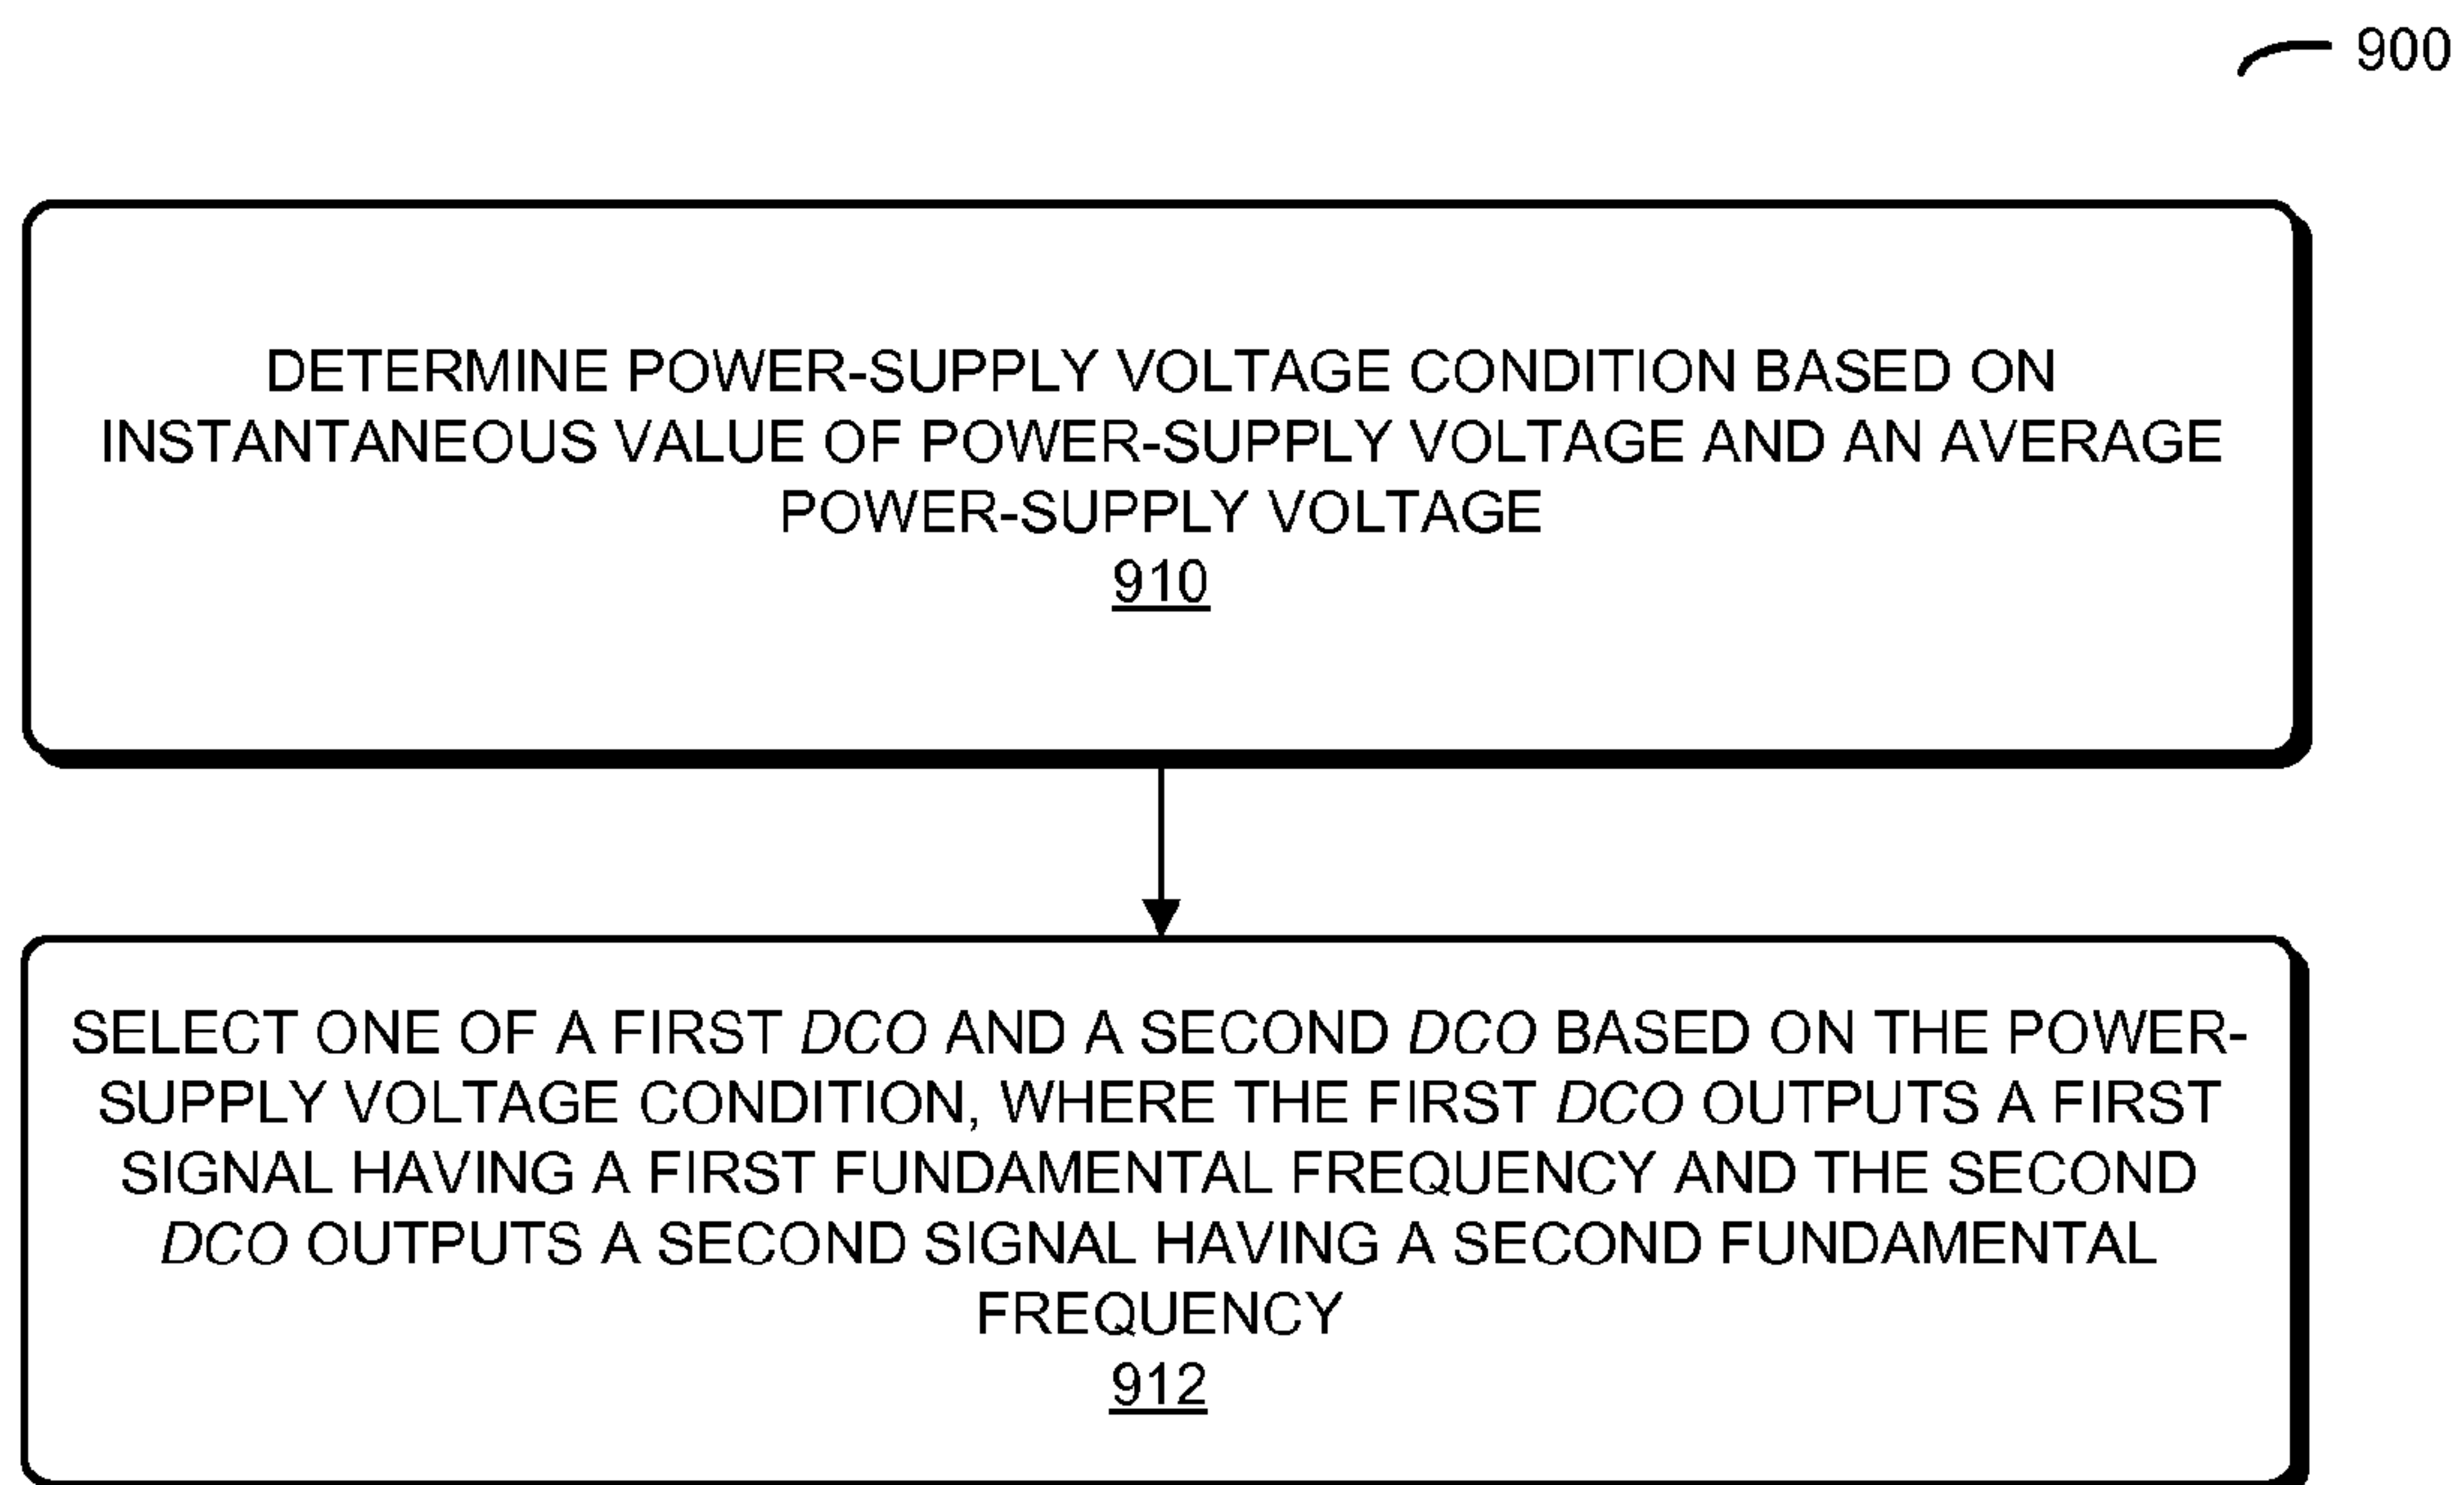 900
DETERMINE POWER-SUPPLY VOLTAGE CONDITION BASED ON
INSTANTANEOUS VALUE OF POWER-SUPPLY VOLTAGE AND AN AVERAGE
POWER-SUPPLY VOLTAGE
910
SELECT ONE OF A FIRST DCO AND A SECOND DCO BASED ON THE POWER-
SUPPLY VOLTAGE CONDITION, WHERE THE FIRST DCO OUTPUTS A FIRST
SIGNAL HAVING A FIRST FUNDAMENTAL FREQUENCY AND THE SECOND
DCO OUTPUTS A SECOND SIGNAL HAVING A SECOND FUNDAMENTAL
FREQUENCY
912